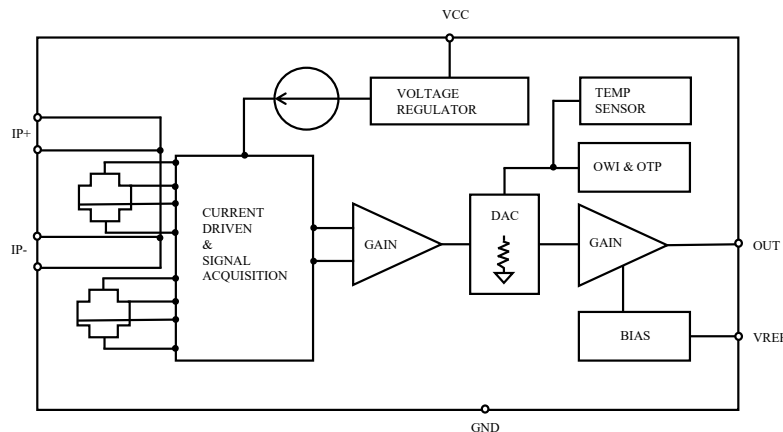 VCC
VOLTAGE
REGULATOR
TEMP
SENSOR
IP+
OWI & OTP
CURRENT
DRIVEN
&
SIGNAL
ACQUISITION
DAC
GAIN
GAIN
IP-
OUT
BIAS
VREF
GND